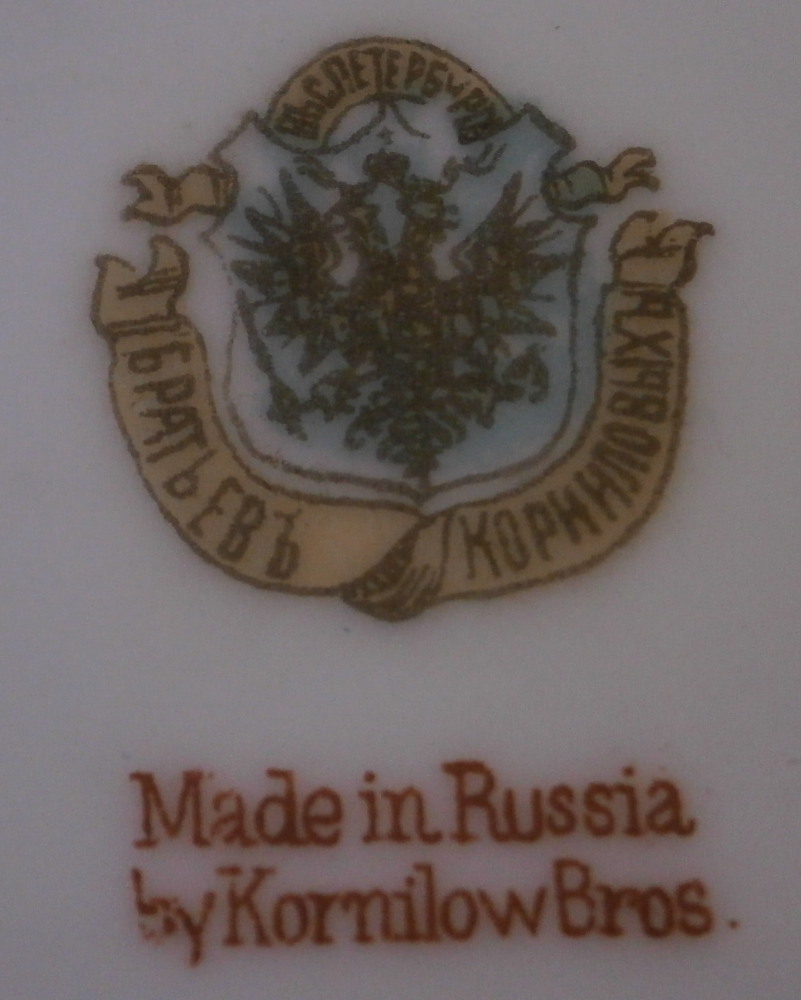 ВЪ С.ПЕТЕРБУРГѢ
БРАТЬЕВЪ КОРНИЛОВЫХЪ
Made in Russia
by Kornilow Bros.